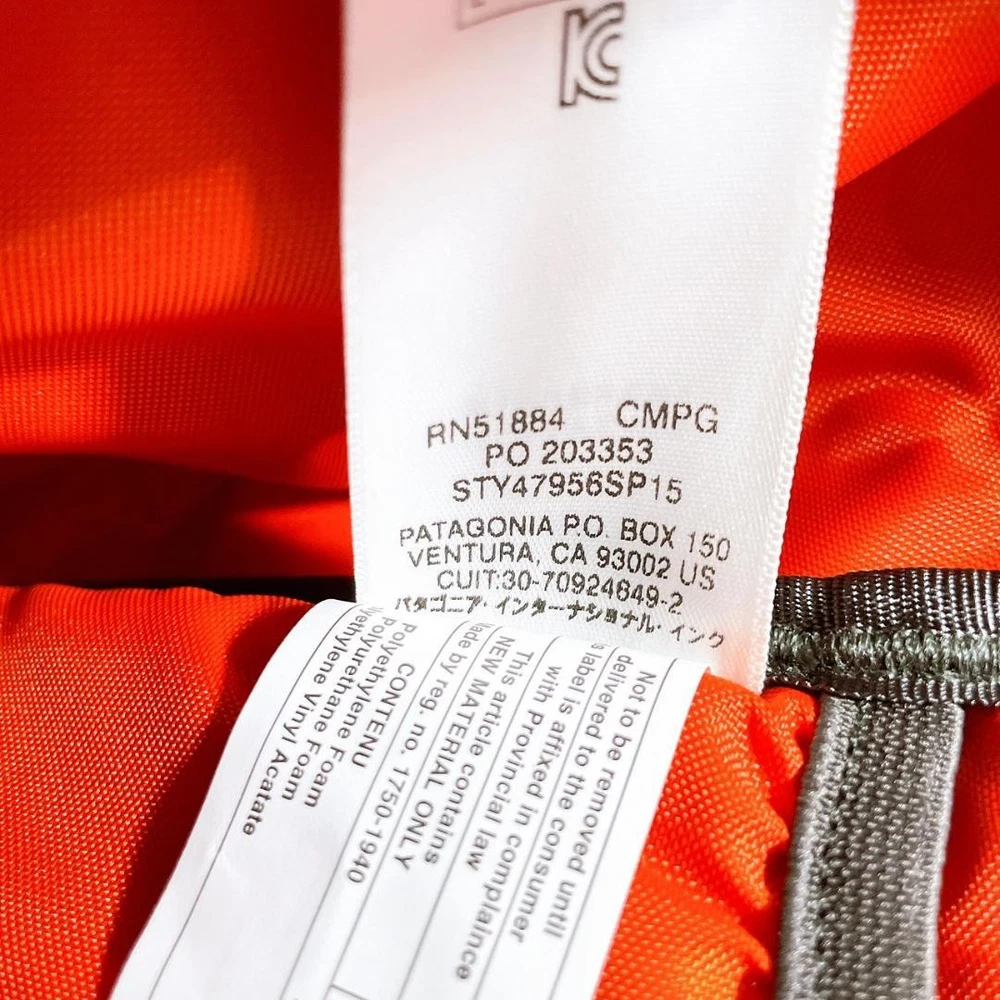 RN51884 CMPG
PO 203353
STY47956SP15
PATAGONIA P.O. BOX 150
VENTURA, CA 93002 US
CUIT:30-70924849-2
パタゴニア・インターナショナル・インク
Not to be removed until
delivered to the consumer
label is affixed in complaince
with Provincial law
This article contains
NEW MATERIAL ONLY
Made by reg. no. 1750-1940
CONTENU
Polyethylene Foam
Polyurethane Foam
Vinyl Acatate